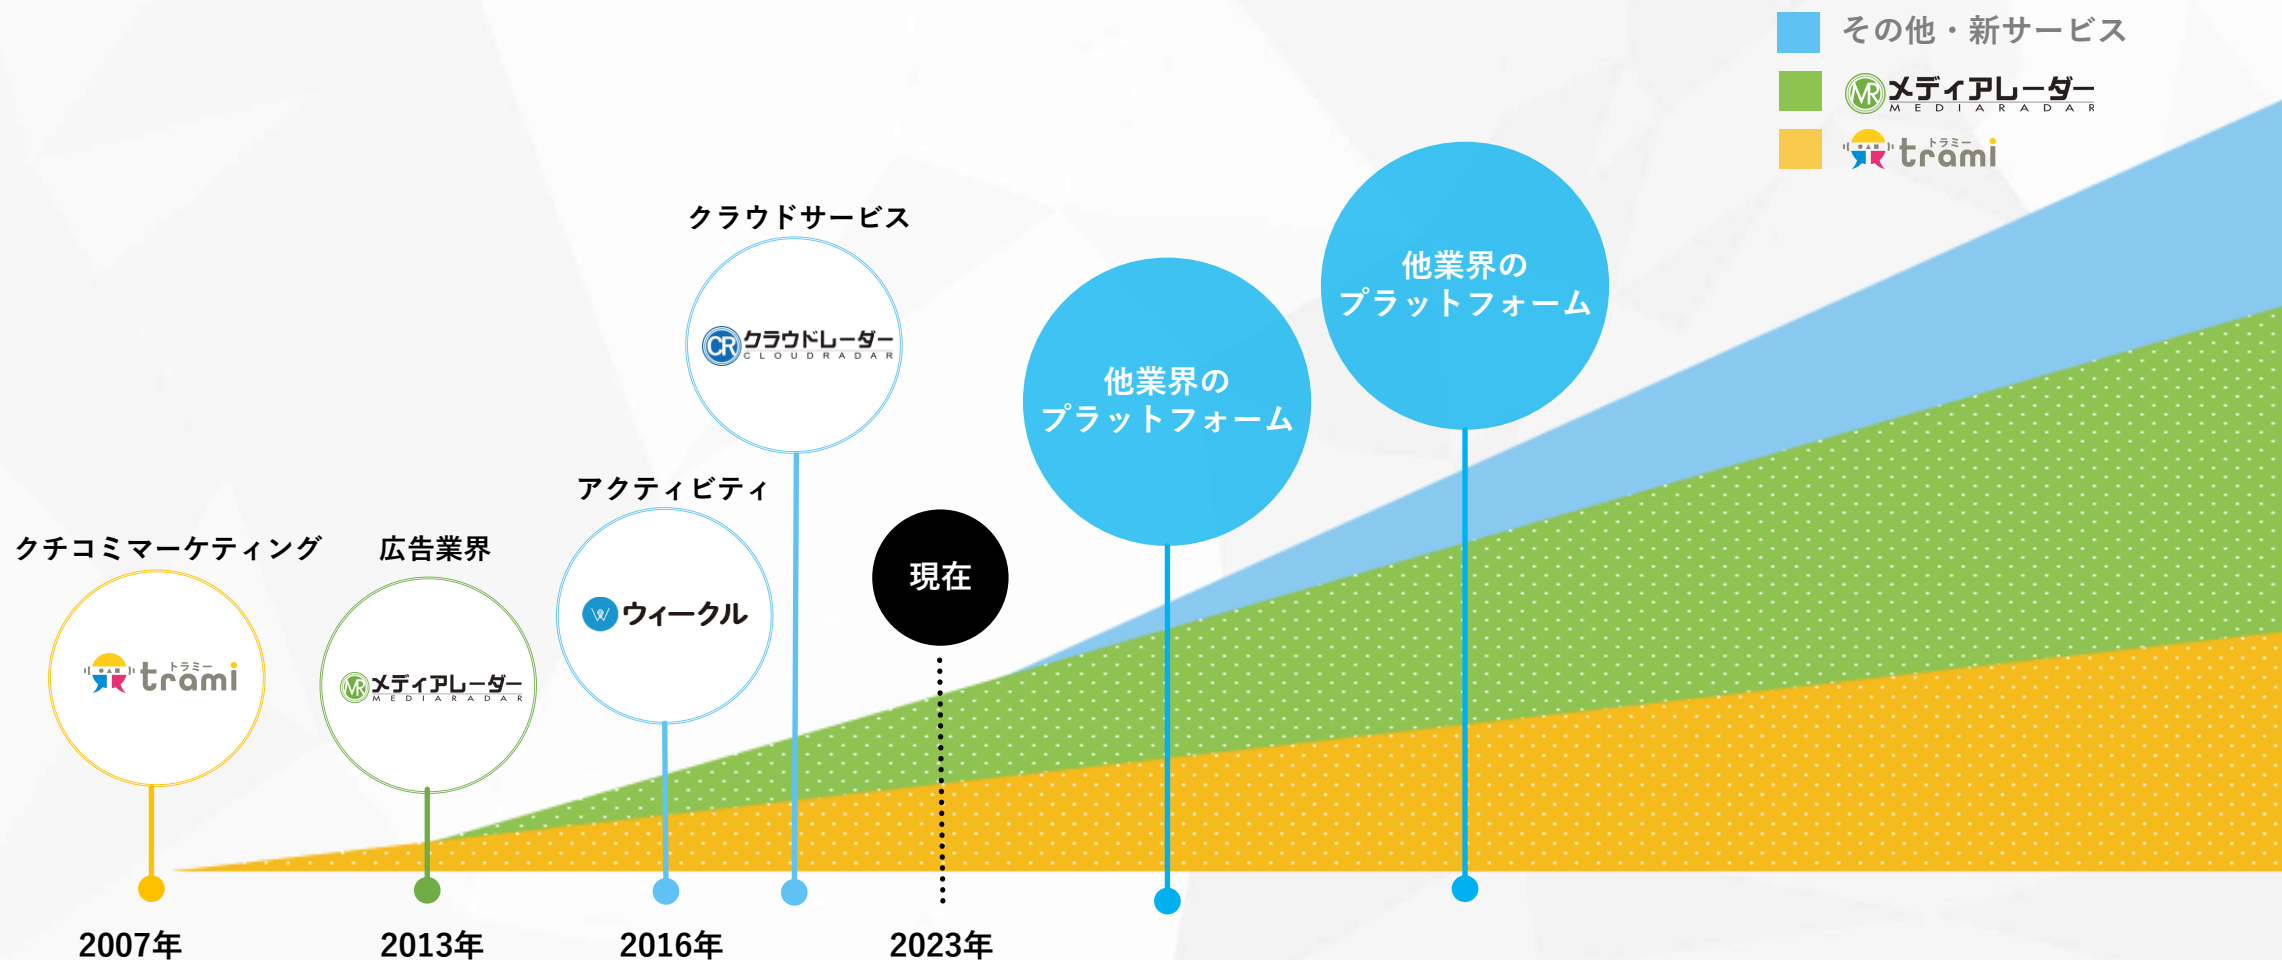 その他・新サービス
MR メディアレーダー
MEDIARADAR
トラミー
trami
クラウドサービス
CR クラウドレーダー
CLOUDRADAR
他業界の
プラットフォーム
他業界の
プラットフォーム
アクティビティ
W ウィークル
現在
クチコミマーケティング
トラミー
trami
広告業界
MR メディアレーダー
MEDIARADAR
2007年
2013年
2016年
2023年